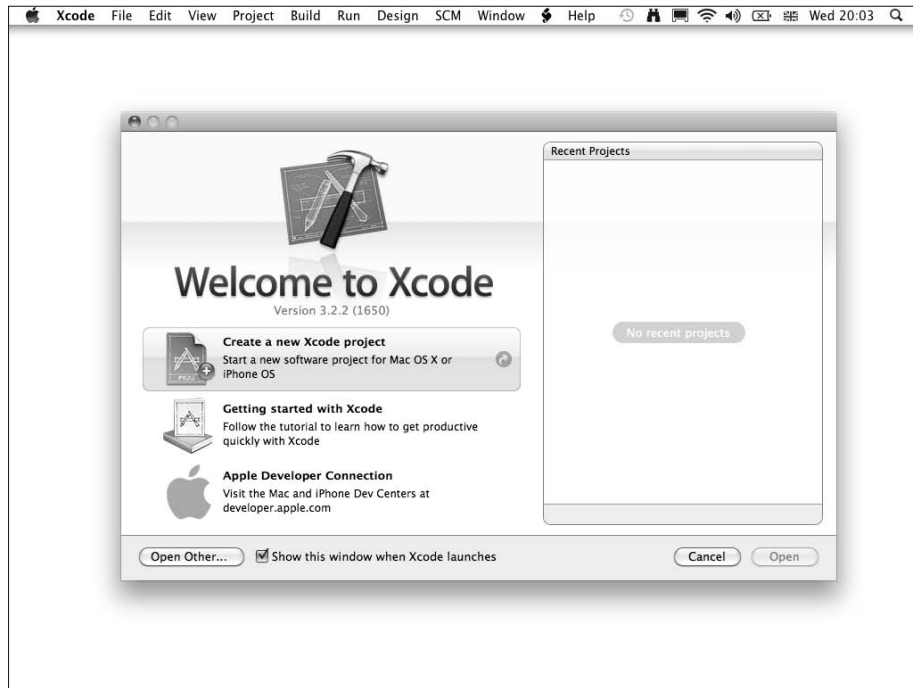 Xcode File Edit View Project Build Run Design SCM Window Help Wed 20:03
Welcome to Xcode
Version 3.2.2 (1650)
Create a new Xcode project
Start a new software project for Mac OS X or
iPhone OS
Getting started with Xcode
Follow the tutorial to learn how to get productive
quickly with Xcode
Apple Developer Connection
Visit the Mac and iPhone Dev Centers at
developer.apple.com
Recent Projects
No recent projects
Open Other...
Show this window when Xcode launches
Cancel
Open